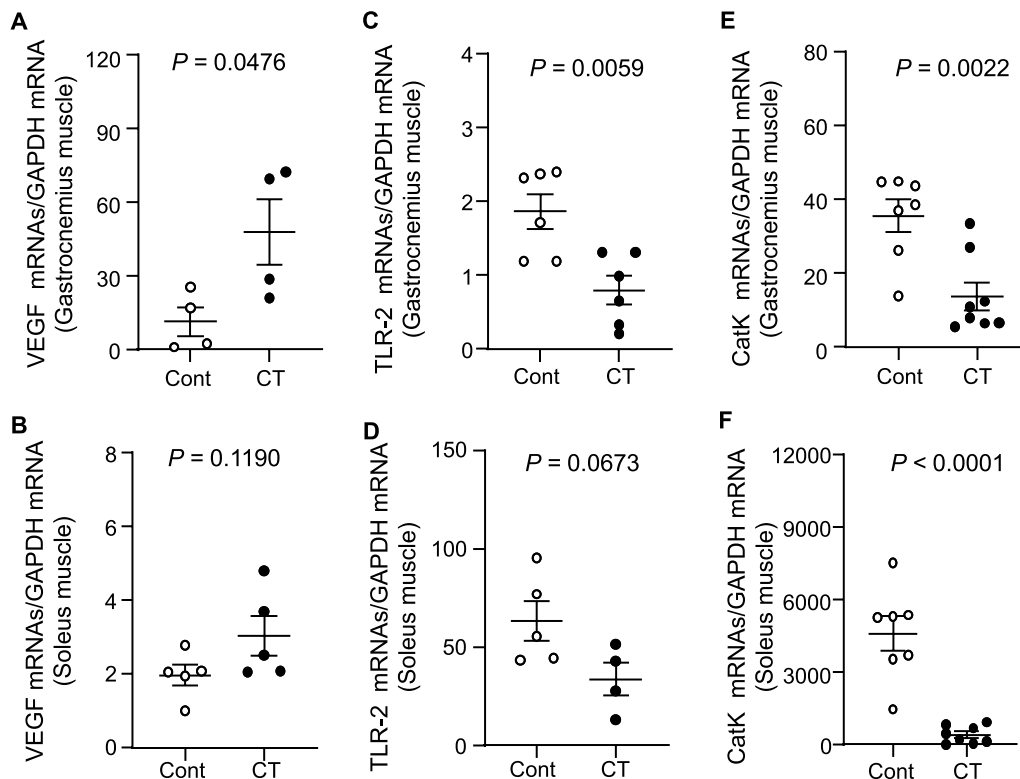 A
VEGF mRNAs/GAPDH mRNA
(Gastrocnemius muscle)
120
90
60
30
0
P = 0.0476
Cont
CT
C
TLR-2 mRNAs/GAPDH mRNA
(Gastrocnemius muscle)
4
3
2
1
0
P = 0.0059
Cont
CT
E
CatK mRNAs/GAPDH mRNA
(Gastrocnemius muscle)
80
60
40
20
0
P = 0.0022
Cont
CT
B
VEGF mRNAs/GAPDH mRNA
(Soleus muscle)
8
6
4
2
0
P = 0.1190
Cont
CT
D
TLR-2 mRNAs/GAPDH mRNA
(Soleus muscle)
150
100
50
0
P = 0.0673
Cont
CT
F
CatK mRNAs/GAPDH mRNA
(Soleus muscle)
12000
9000
6000
3000
0
P < 0.0001
Cont
CT